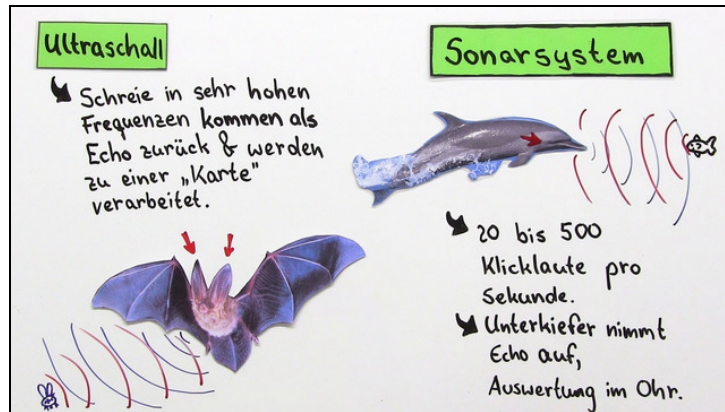 Ultraschall
Schreie in sehr hohen
Frequenzen kommen als
Echo zurück & werden
zu einer „Karte"
verarbeitet.
Sonarsystem
20 bis 500
Klicklaute pro
Sekunde.
Unterkiefer nimmt
Echo auf,
Auswertung im Ohr.